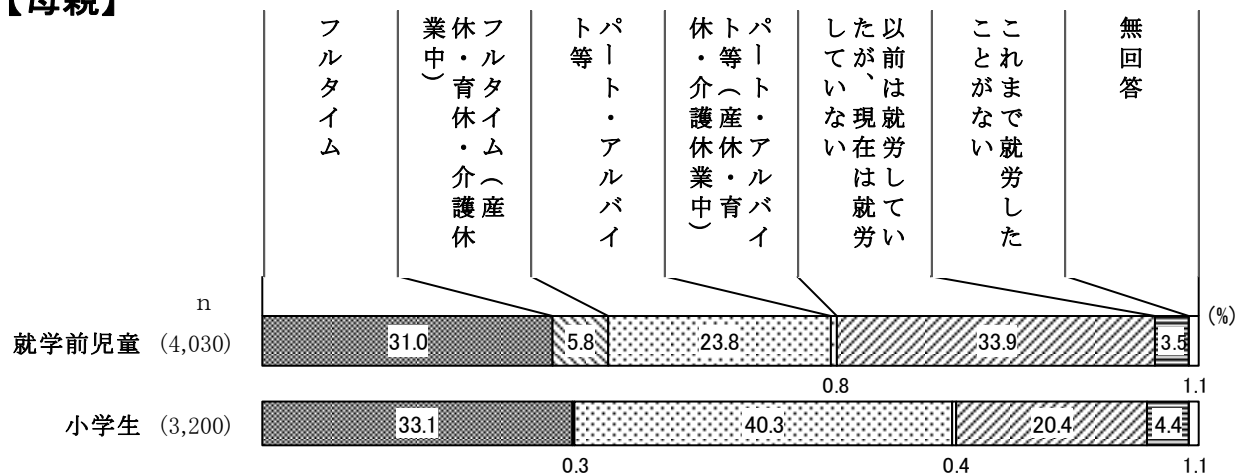 【母親】
フルタイム
フルタイム（産
休・育休・介護休
業中）
パート・アルバイ
ト等
パート・アルバイ
ト等（産休・育
休・介護休業中）
以前は就労してい
たが、現在は就労
していない
これまで就労した
ことがない
無回答
n
(%)
就学前児童 (4,030) 31.0 5.8 23.8 33.9 3.5
0.8 1.1
小学生 (3,200) 33.1 40.3 20.4 4.4
0.3 0.4 1.1